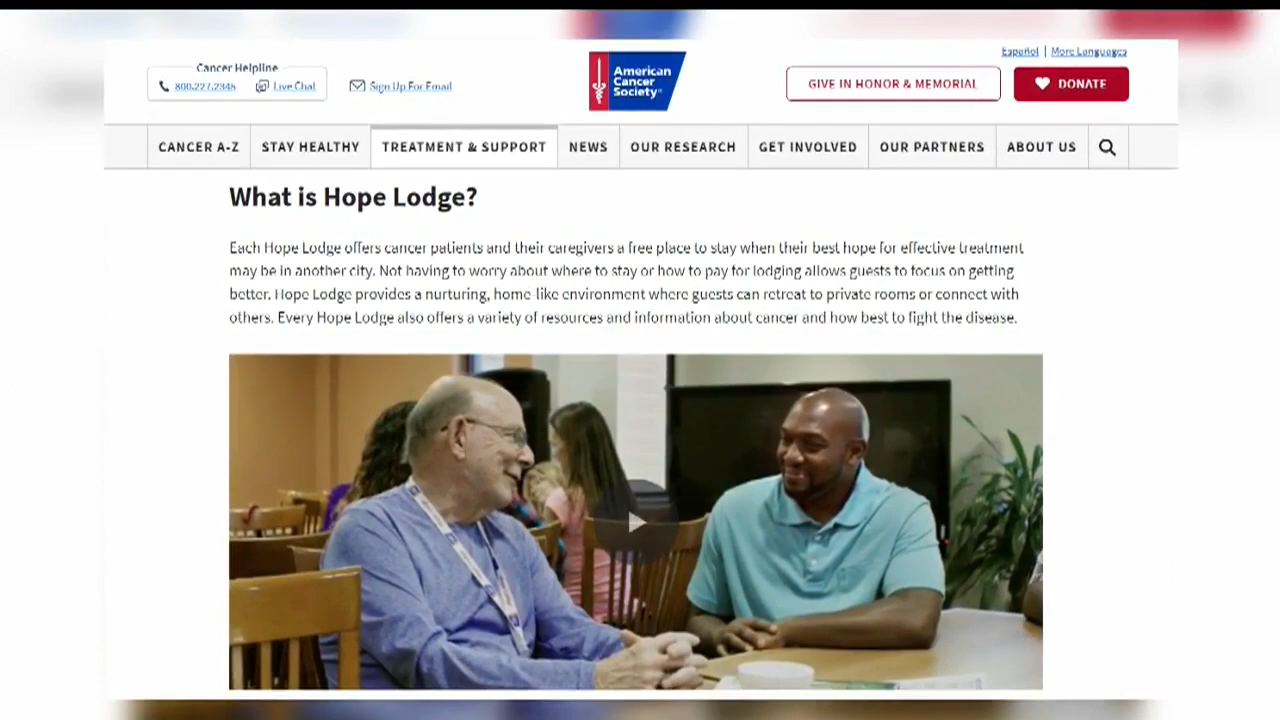 Español | More Languages
Cancer Helpline
800.227.2345 Live Chat Sign Up For Email
American
Cancer
Society®
GIVE IN HONOR & MEMORIAL DONATE
CANCER A-Z STAY HEALTHY TREATMENT & SUPPORT NEWS OUR RESEARCH GET INVOLVED OUR PARTNERS ABOUT US
What is Hope Lodge?
Each Hope Lodge offers cancer patients and their caregivers a free place to stay when their best hope for effective treatment
may be in another city. Not having to worry about where to stay or how to pay for lodging allows guests to focus on getting
better. Hope Lodge provides a nurturing, home-like environment where guests can retreat to private rooms or connect with
others. Every Hope Lodge also offers a variety of resources and information about cancer and how best to fight the disease.